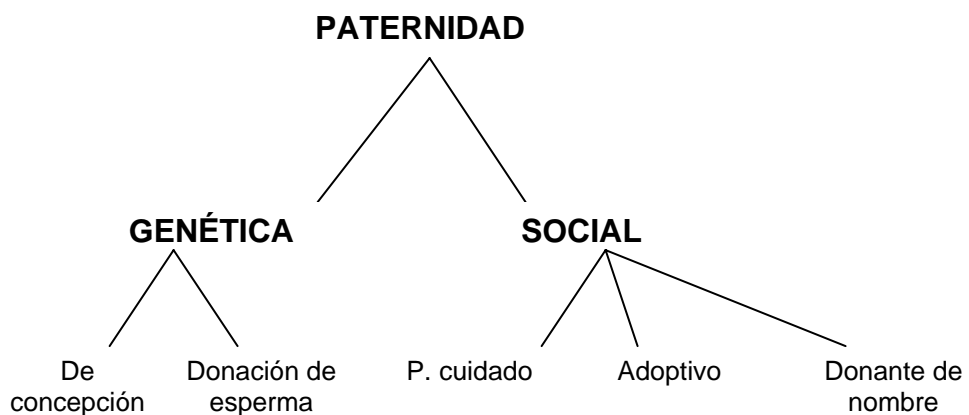 PATERNIDAD
GENÉTICA
SOCIAL
De
concepción
Donación de
esperma
P. cuidado
Adoptivo
Donante de
nombre